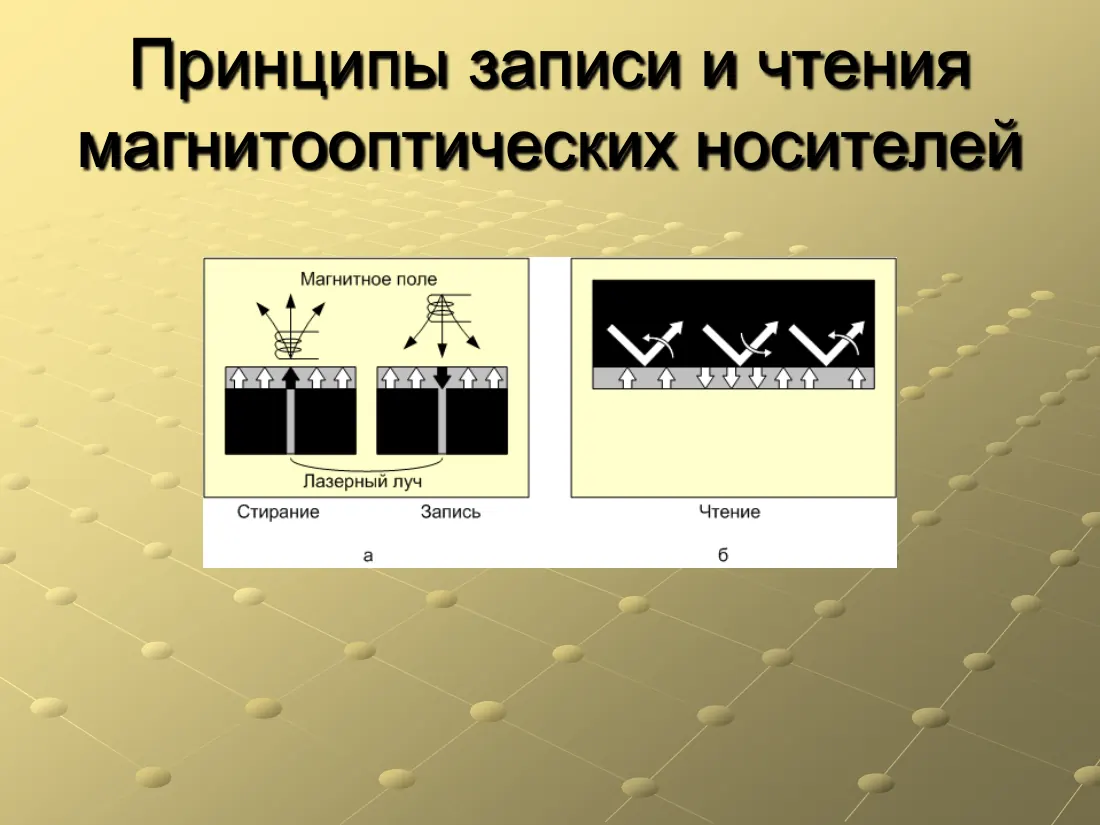 Принципы записи и чтения
магнитооптических носителей
Магнитное поле
Лазерный луч
Стирание
Запись
Чтение
а
б